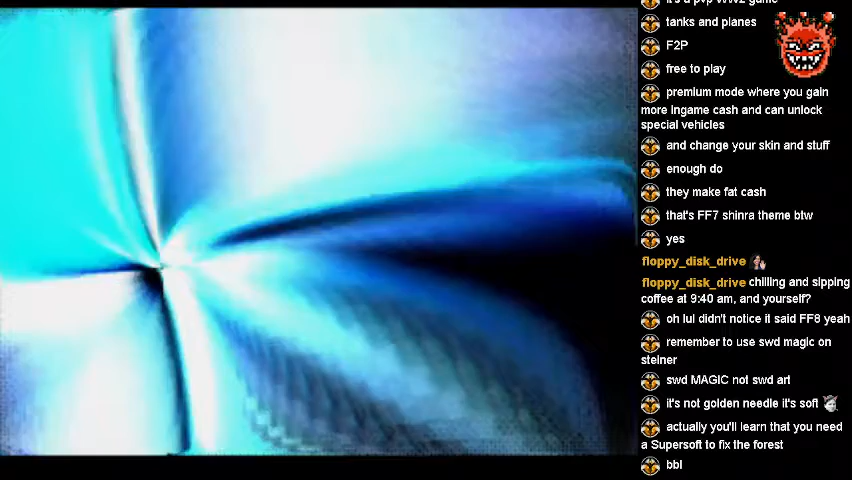 it's a pvp WW2 game
tanks and planes
F2P
free to play
premium mode where you gain
more ingame cash and can unlock
special vehicles
and change your skin and stuff
enough do
they make fat cash
that's FF7 shinra theme btw
yes
floppy_disk_drive
floppy_disk_drive chilling and sipping
coffee at 9:40 am, and yourself?
oh lul didn't notice it said FF8 yeah
remember to use swd magic on
steiner
swd MAGIC not swd art
it's not golden needle it's soft
actually you'll learn that you need
a Supersoft to fix the forest
bbl